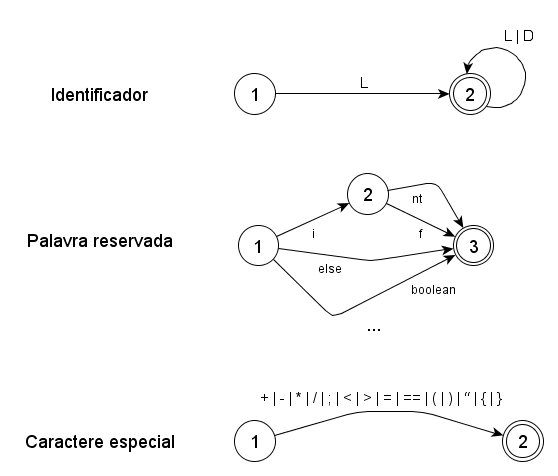 L | D
L
Identificador
1
2
2
nt
Palavra reservada
1
i
f
3
else
boolean
...
+ | - | * | / | ; | < | > | = | == | ( | ) | “ | { | }
Caractere especial
1
2